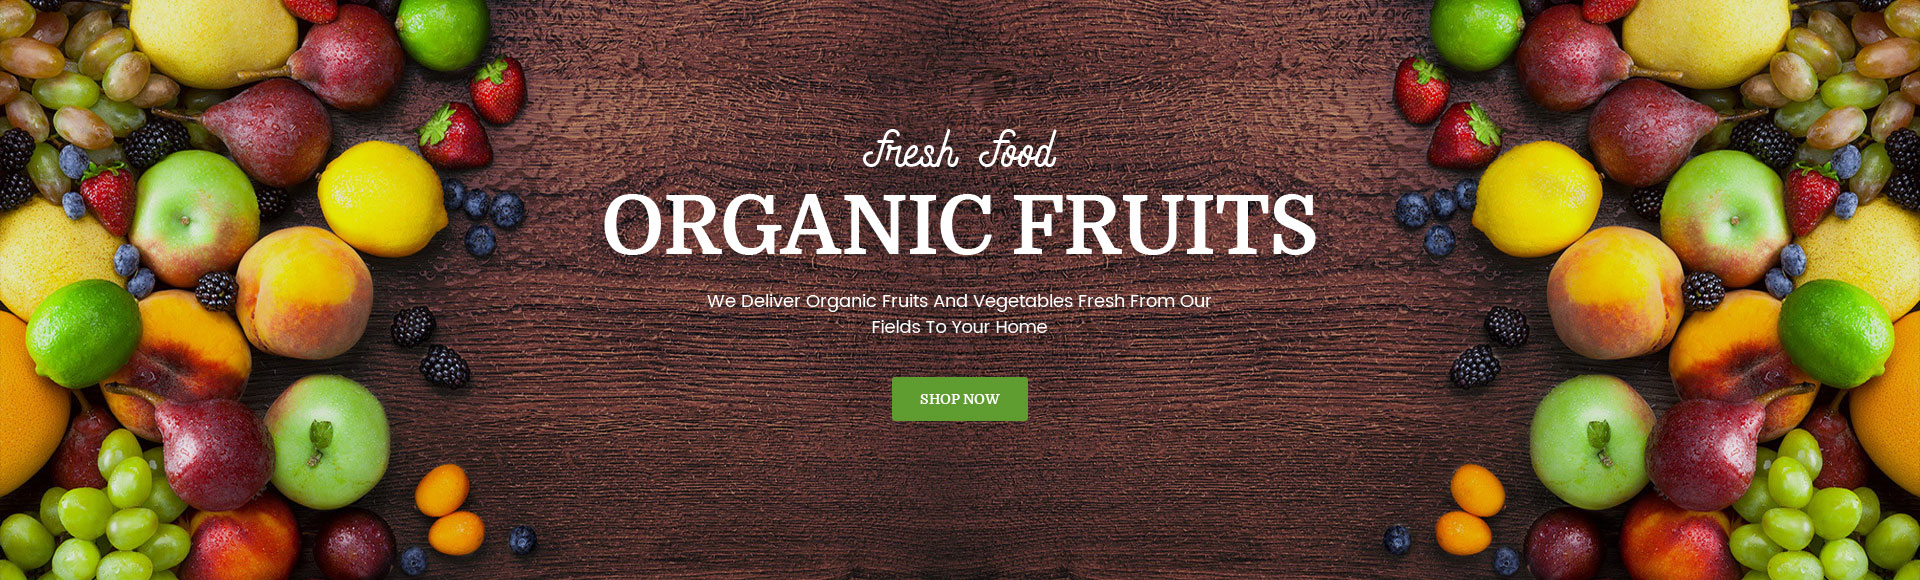 fresh food
ORGANIC FRUITS
We Deliver Organic Fruits And Vegetables Fresh From Our
Fields To Your Home
SHOP NOW